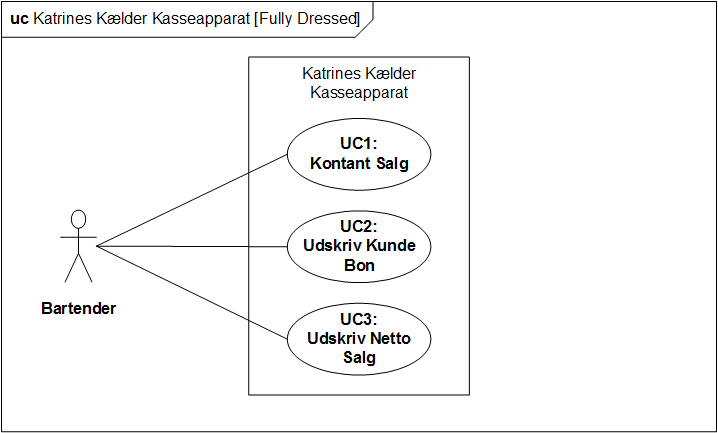 uc Katrines Kælder Kasseapparat [Fully Dressed]
Katrines Kælder
Kasseapparat
UC1:
Kontant Salg
UC2:
Udskriv Kunde
Bon
UC3:
Udskriv Netto
Salg
Bartender